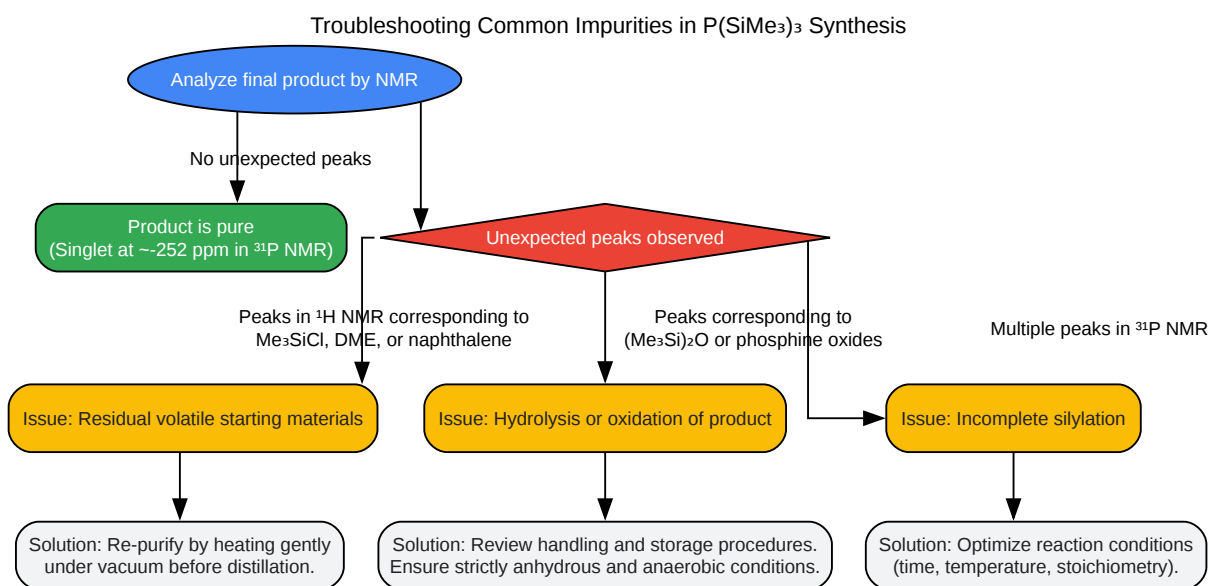 Troubleshooting Common Impurities in P(SiMe₃)₃ Synthesis
Analyze final product by NMR
No unexpected peaks
Product is pure
(Singlet at ~-252 ppm in ³¹P NMR)
Unexpected peaks observed
Peaks in ¹H NMR corresponding to
Me₃SiCl, DME, or naphthalene
Peaks corresponding to
(Me₃Si)₂O or phosphine oxides
Multiple peaks in ³¹P NMR
Issue: Residual volatile starting materials
Issue: Hydrolysis or oxidation of product
Issue: Incomplete silylation
Solution: Re-purify by heating gently
under vacuum before distillation.
Solution: Review handling and storage procedures.
Ensure strictly anhydrous and anaerobic conditions.
Solution: Optimize reaction conditions
(time, temperature, stoichiometry).